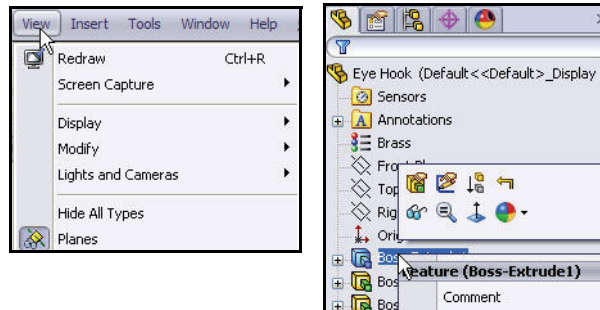 View Insert Tools Window Help
Redraw Ctrl+R
Screen Capture
Display
Modify
Lights and Cameras
Hide All Types
Planes
Eye Hook (Default<<Default>_Display
Sensors
A Annotations
Brass
Top
Feature (Boss-Extrude1)
Comment